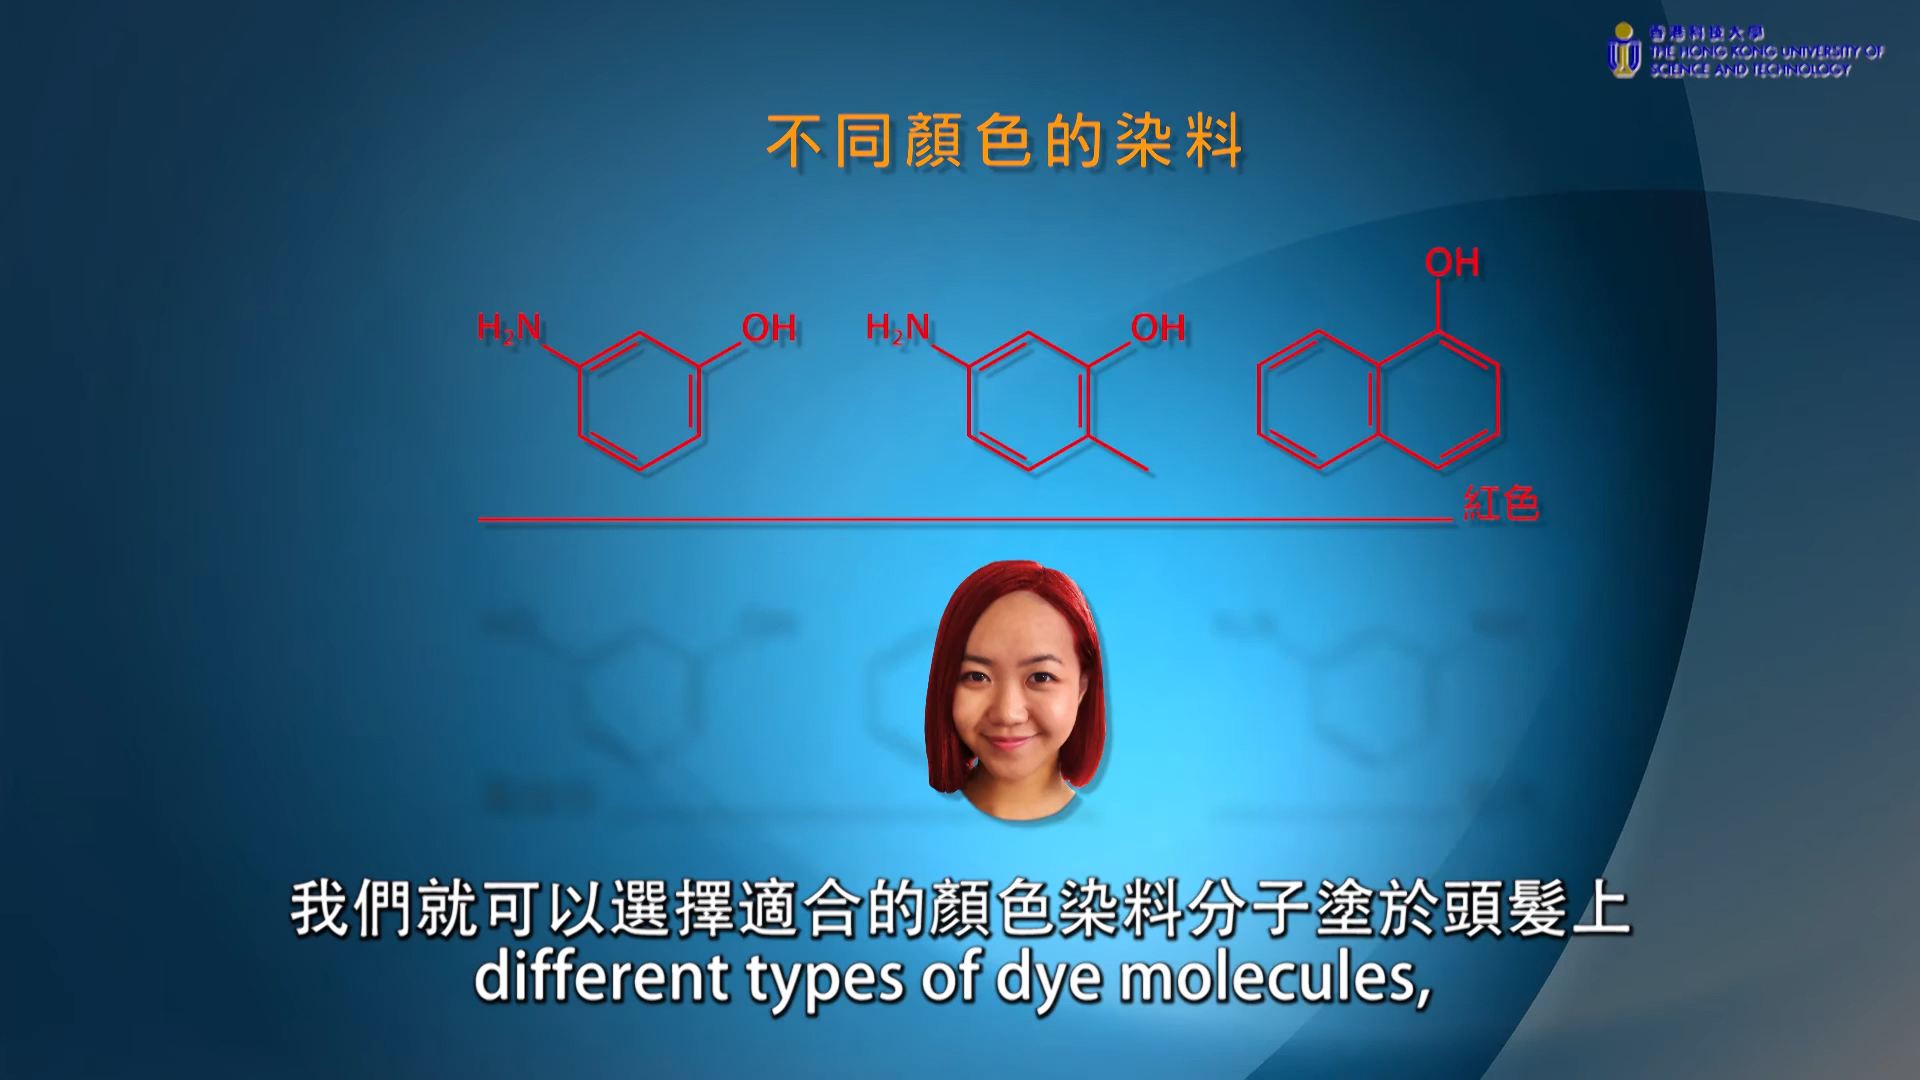 香港科技大學
THE HONG KONG UNIVERSITY OF
SCIENCE AND TECHNOLOGY
不同顏色的染料
H₂N OH
H₂N OH
OH
紅色
我們就可以選擇適合的顏色染料分子塗於頭髮上
different types of dye molecules,